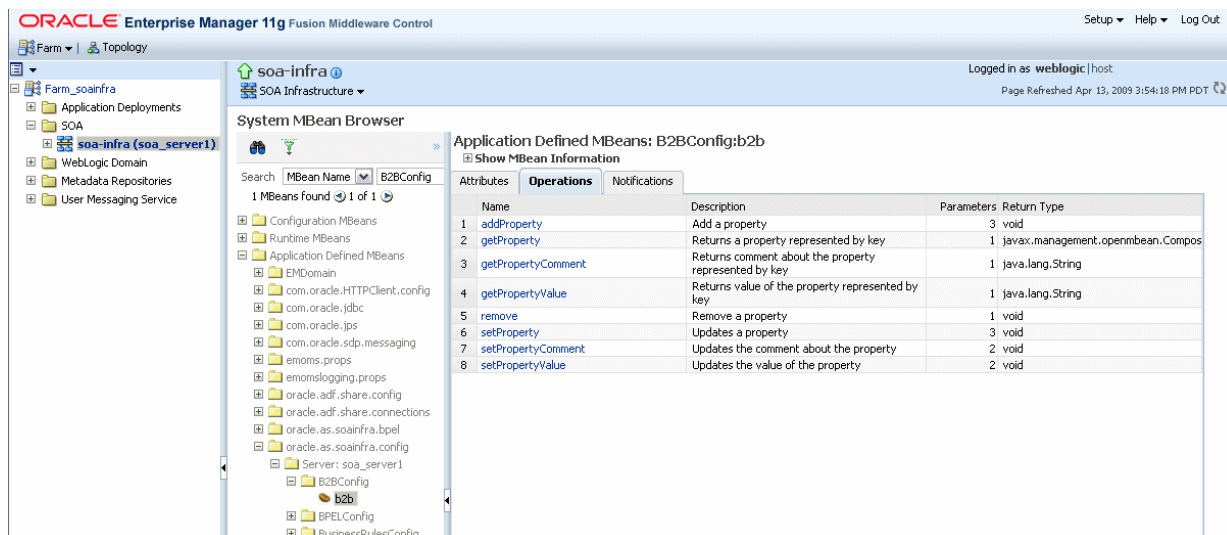 ORACLE Enterprise Manager 11g Fusion Middleware Control
Setup Help Log Out
Farm | Topology
Farm_soainfra
Application Deployments
SOA
soa-infra (soa_server1)
WebLogic Domain
Metadata Repositories
User Messaging Service
soa-infra
SOA Infrastructure
Logged in as weblogic|host
Page Refreshed Apr 13, 2009 3:54:18 PM PDT
System MBean Browser
Search MBean Name B2BConfig
1 MBeans found 1 of 1
Configuration MBeans
Runtime MBeans
Application Defined MBeans
EMDomain
com.oracle.HTTPClient.config
com.oracle.jdbc
com.oracle.jps
com.oracle.sdp.messaging
emoms.props
emomslogging.props
oracle.adf.share.config
oracle.adf.share.connections
oracle.as.soainfra.bpel
oracle.as.soainfra.config
Server: soa_server1
B2BConfig
b2b
BPELConfig
BusinessRulesConfig
Application Defined MBeans: B2BConfig:b2b
Show MBean Information
Attributes Operations Notifications
Name Description Parameters Return Type
1 addProperty Add a property 3 void
2 getProperty Returns a property represented by key 1 javax.management.openmbean.Compos
3 getPropertyComment Returns comment about the property represented by key 1 java.lang.String
4 getPropertyValue Returns value of the property represented by key 1 java.lang.String
5 remove Remove a property 1 void
6 setProperty Updates a property 3 void
7 setPropertyComment Updates the comment about the property 2 void
8 setPropertyValue Updates the value of the property 2 void